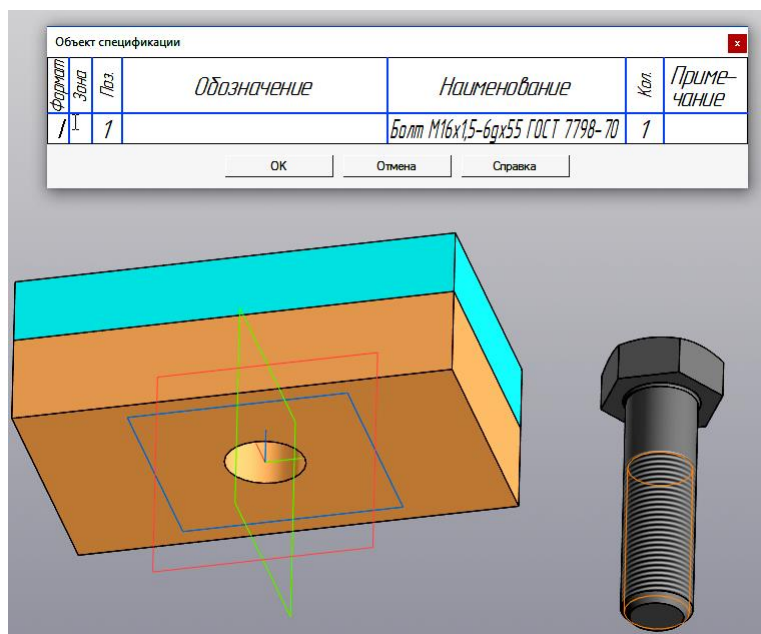 Объект спецификации
x
Формат Зона Поз. Обозначение Наименование Кол. Приме-
чание
1 Болт М16х1,5-6gх55 ГОСТ 7798-70 1
ОК Отмена Справка